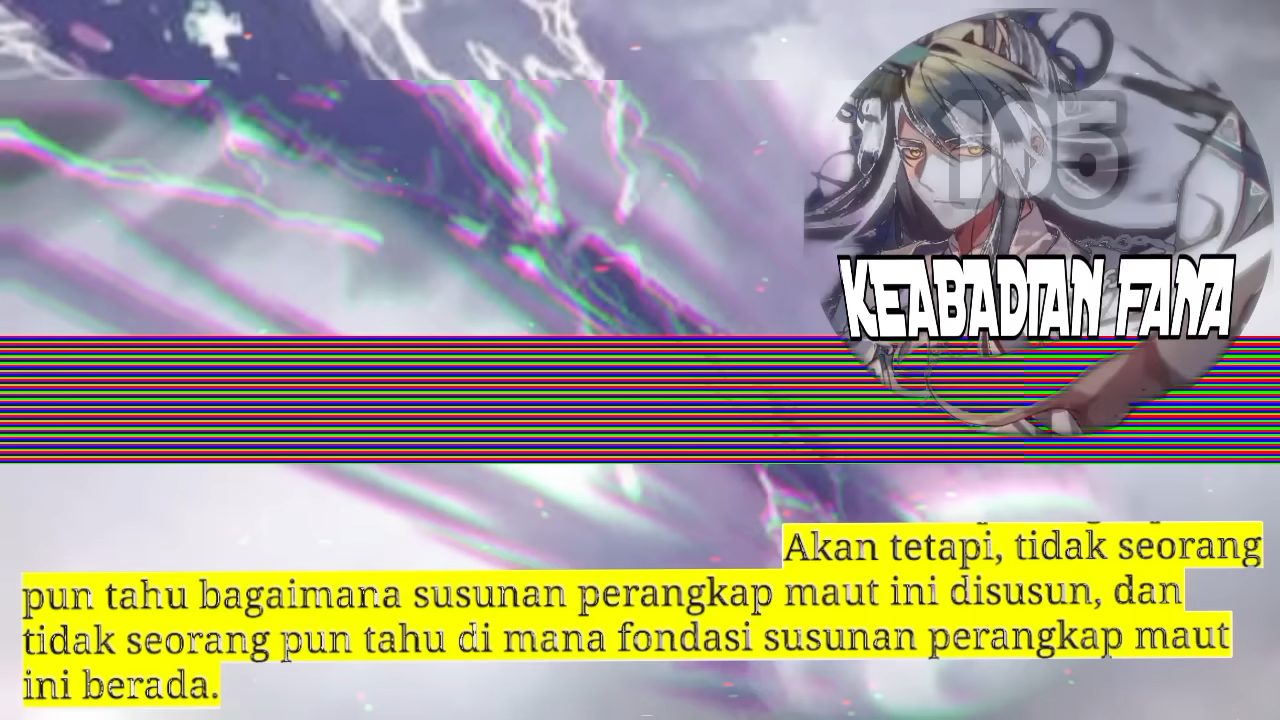 105
KEABADIAN FANA
Akan tetapi, tidak seorang
pun tahu bagaimana susunan perangkap maut ini disusun, dan
tidak seorang pun tahu di mana fondasi susunan perangkap maut
ini berada.